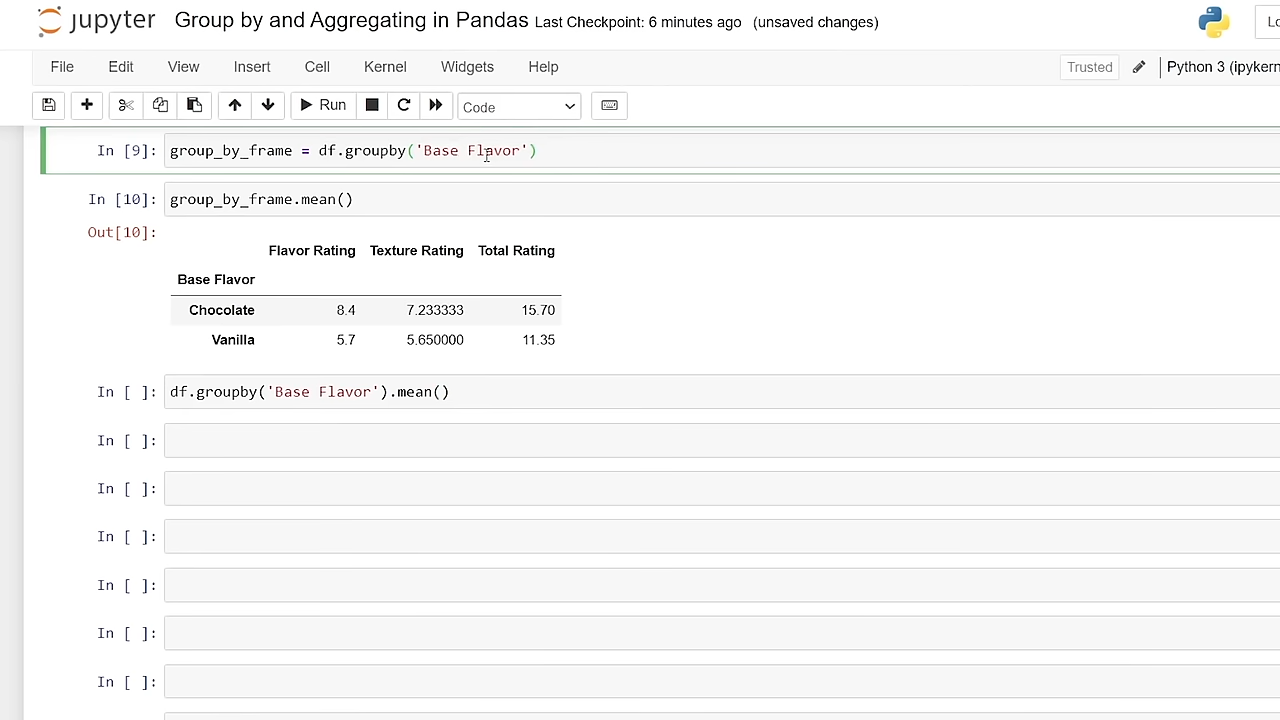 jupyter Group by and Aggregating in Pandas Last Checkpoint: 6 minutes ago (unsaved changes)
File Edit View Insert Cell Kernel Widgets Help Trusted Python 3 (ipykern
Run Code
In [9]: group_by_frame = df.groupby('Base Flavor')
In [10]: group_by_frame.mean()
Out[10]:
Flavor Rating Texture Rating Total Rating
Base Flavor
Chocolate 8.4 7.233333 15.70
Vanilla 5.7 5.650000 11.35
In [ ]: df.groupby('Base Flavor').mean()
In [ ]:
In [ ]:
In [ ]:
In [ ]:
In [ ]:
In [ ]: